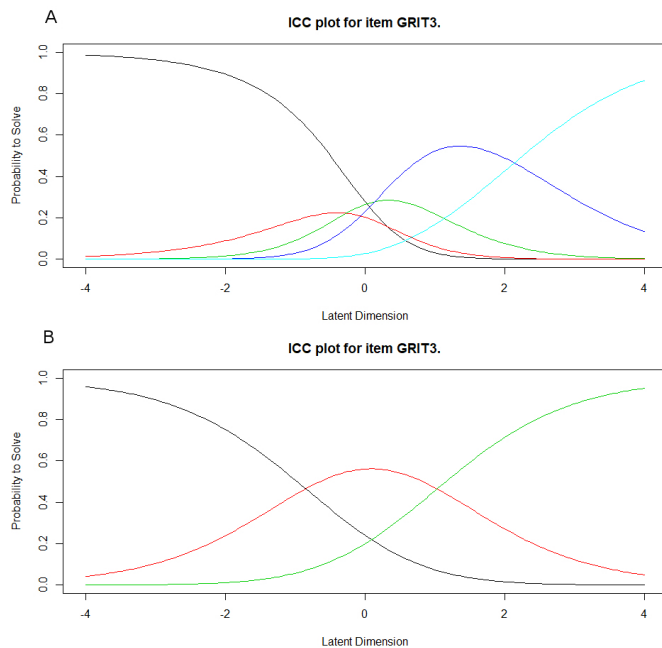 A
ICC plot for item GRIT3.
Probability to Solve
0.0 0.2 0.4 0.6 0.8 1.0
-4 -2 0 2 4
Latent Dimension
B
ICC plot for item GRIT3.
Probability to Solve
0.0 0.2 0.4 0.6 0.8 1.0
-4 -2 0 2 4
Latent Dimension